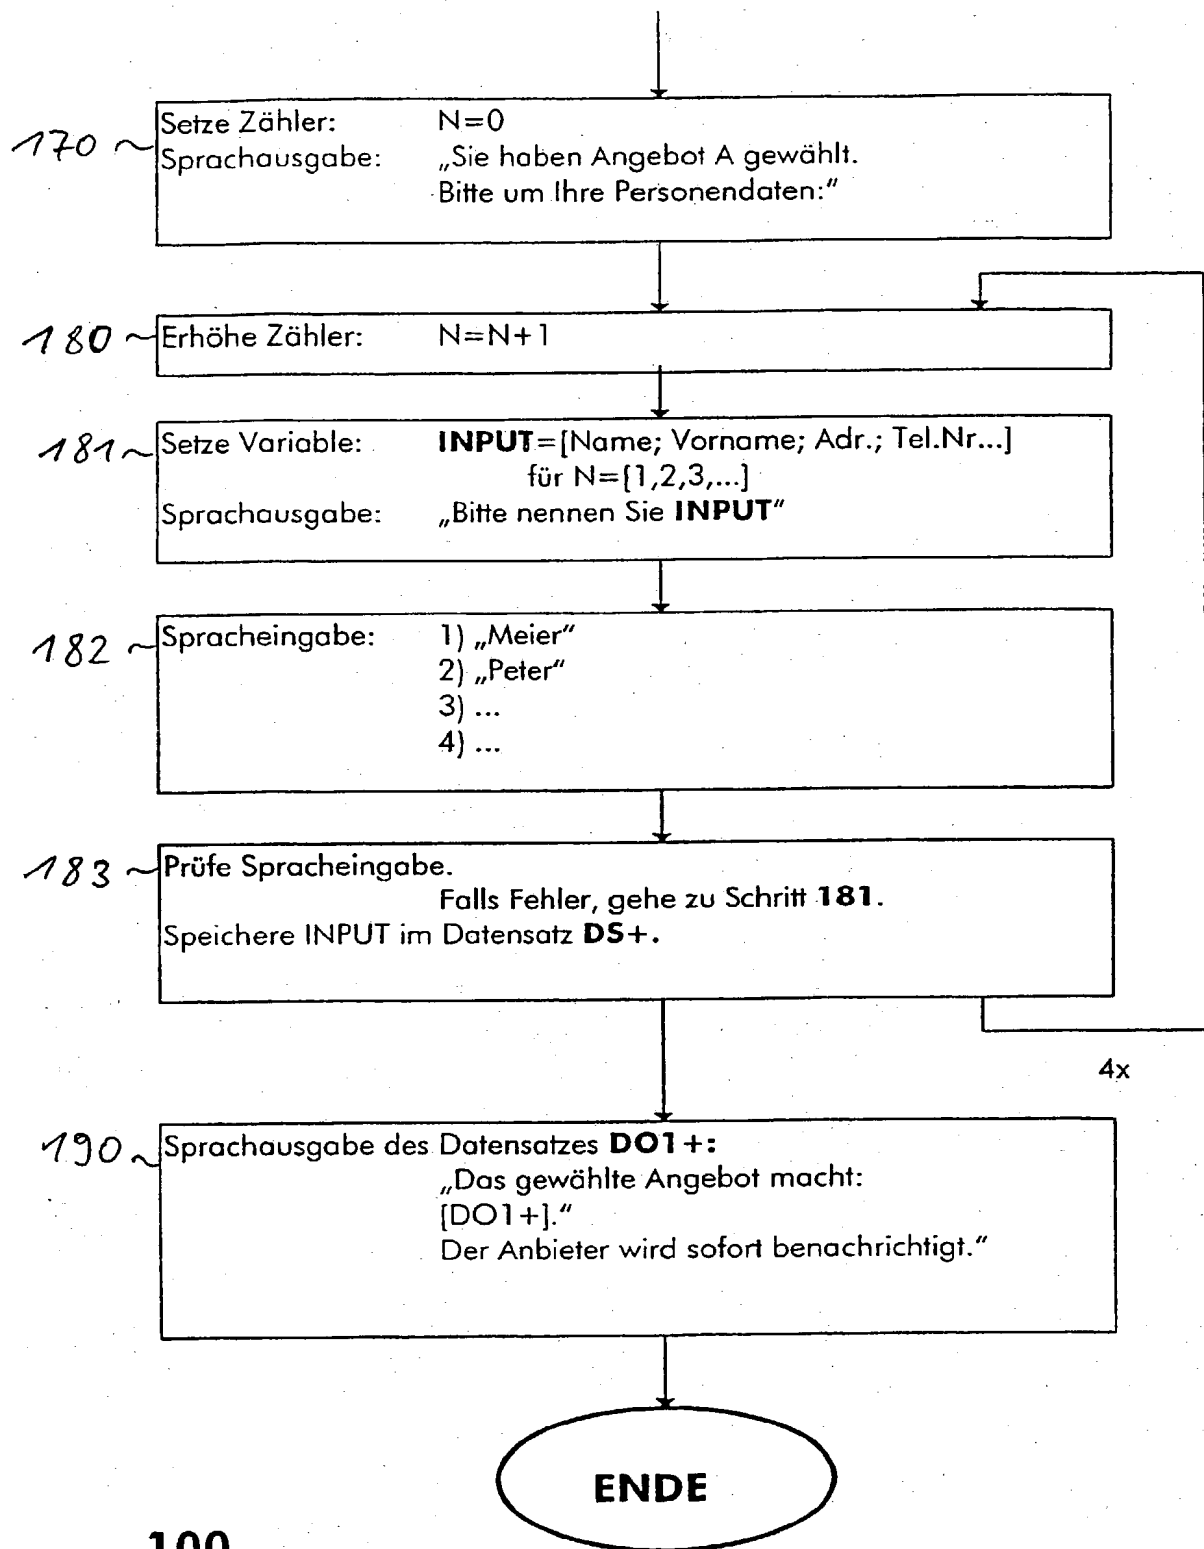 170 Setze Zähler: N=0
Sprachausgabe: „Sie haben Angebot A gewählt.
Bitte um Ihre Personendaten:“
180 Erhöhe Zähler: N=N+1
181 Setze Variable: INPUT=[Name; Vorname; Adr.; Tel.Nr...]
für N=[1,2,3,...]
Sprachausgabe: „Bitte nennen Sie INPUT“
182 Spracheingabe: 1) „Meier“
2) „Peter“
3) ...
4) ...
183 Prüfe Spracheingabe.
Falls Fehler, gehe zu Schritt 181.
Speichere INPUT im Datensatz DS+.
4x
190 Sprachausgabe des Datensatzes DO1+:
„Das gewählte Angebot macht:
[DO1+].“
Der Anbieter wird sofort benachrichtigt.“
ENDE
100